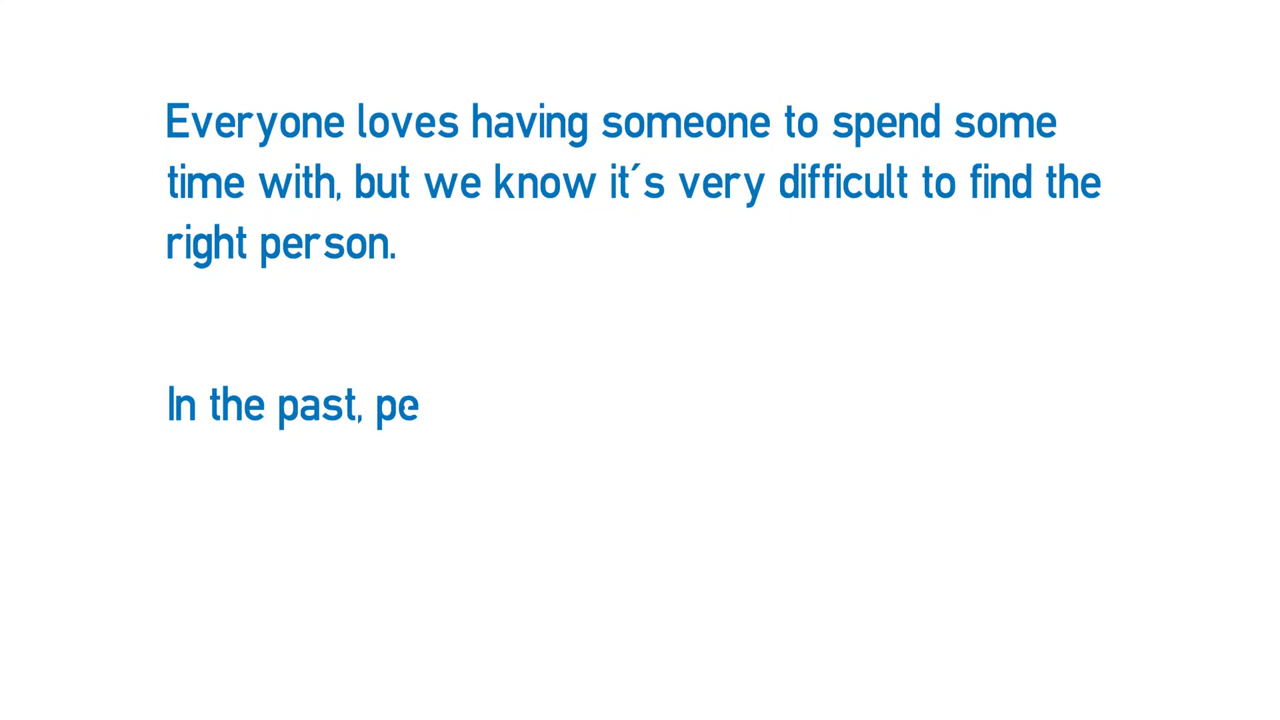 Everyone loves having someone to spend some
time with, but we know it´s very difficult to find the
right person.
In the past, pe